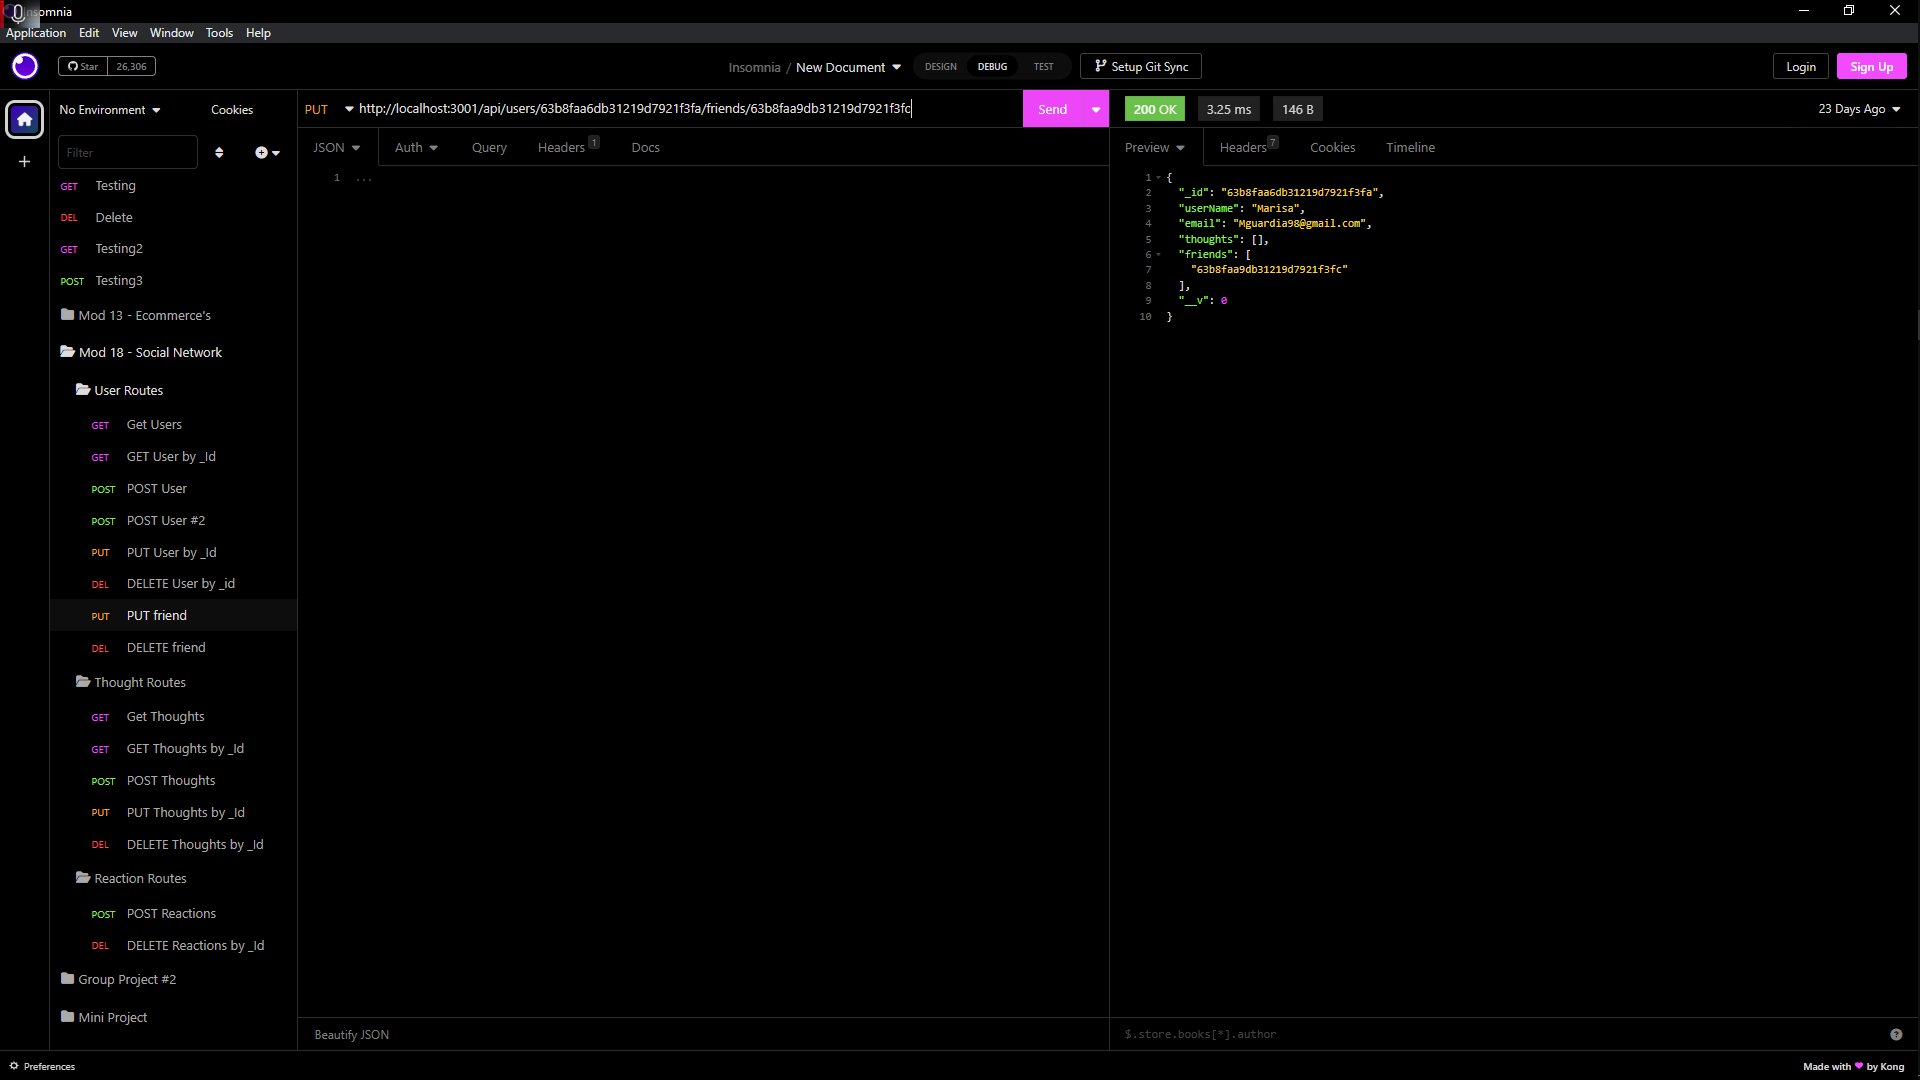 Insomnia
Application Edit View Window Tools Help
Star 26,306
Insomnia / New Document
DESIGN DEBUG TEST
Setup Git Sync
Login
Sign Up
No Environment
Cookies
Filter
GET Testing
DEL Delete
GET Testing2
POST Testing3
Mod 13 - Ecommerce's
Mod 18 - Social Network
User Routes
GET Get Users
GET GET User by _Id
POST POST User
POST POST User #2
PUT PUT User by _Id
DEL DELETE User by _id
PUT PUT friend
DEL DELETE friend
Thought Routes
GET Get Thoughts
GET GET Thoughts by _Id
POST POST Thoughts
PUT PUT Thoughts by _Id
DEL DELETE Thoughts by _Id
Reaction Routes
POST POST Reactions
DEL DELETE Reactions by _Id
Group Project #2
Mini Project
PUT http://localhost:3001/api/users/63b8faa6db31219d7921f3fa/friends/63b8faa9db31219d7921f3fc
Send
JSON Auth Query Headers 1 Docs
1 ...
Beautify JSON
200 OK 3.25 ms 146 B
23 Days Ago
Preview Headers 7 Cookies Timeline
1 {
2 "_id": "63b8faa6db31219d7921f3fa",
3 "userName": "Marisa",
4 "email": "Mguardia98@gmail.com",
5 "thoughts": [],
6 "friends": [
7 "63b8faa9db31219d7921f3fc"
8 ],
9 "__v": 0
10 }
$.store.books[*].author
?
Preferences
Made with ♥ by Kong